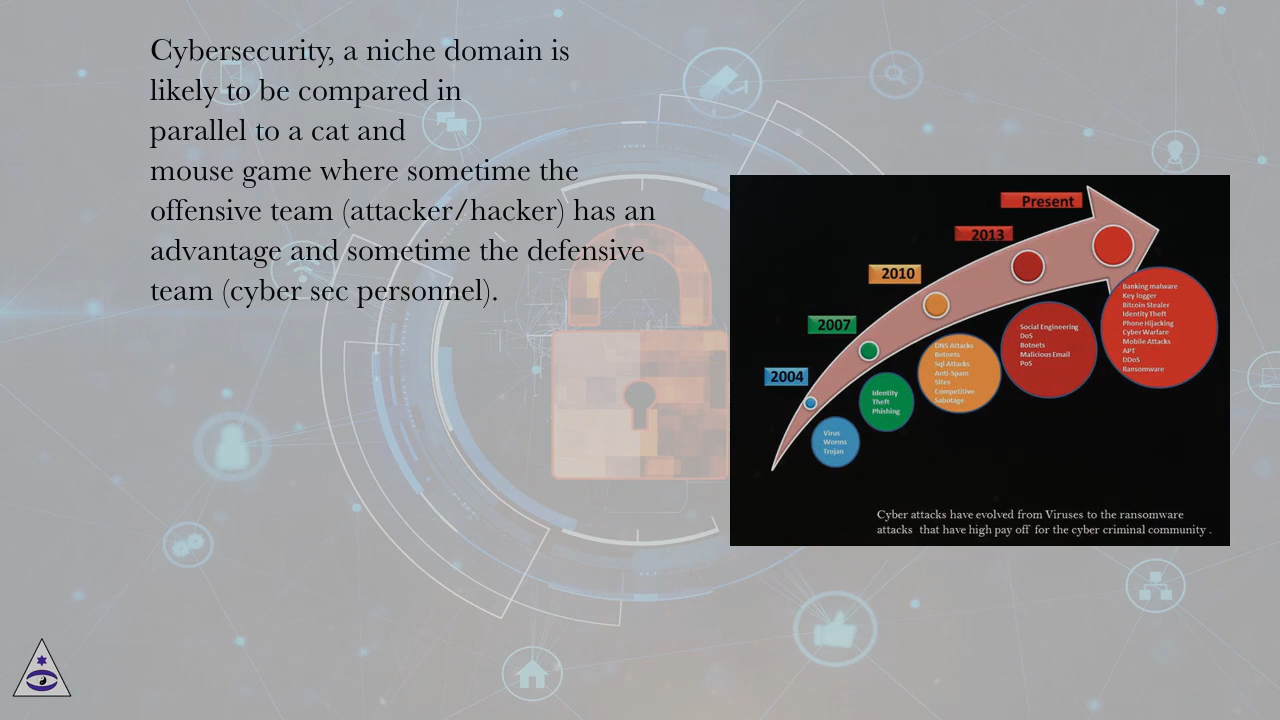 Cybersecurity, a niche domain is
likely to be compared in
parallel to a cat and
mouse game where sometime the
offensive team (attacker/hacker) has an
advantage and sometime the defensive
team (cyber sec personnel).
Present
2013
2010
2007
2004
Virus
Worms
Trojan
Identity
Theft
Phishing
DNS Attacks
Botnets
Sql Attacks
Anti-Spam
Sites
Competitive
Sabotage
Social Engineering
DoS
Botnets
Malicious Email
PoS
Banking malware
Key logger
Bitcoin Stealer
Identity Theft
Phone Hijacking
Cyber Warfare
Mobile Attacks
APT
DDoS
Ransomware
Cyber attacks have evolved from Viruses to the ransomware
attacks that have high pay off for the cyber criminal community .